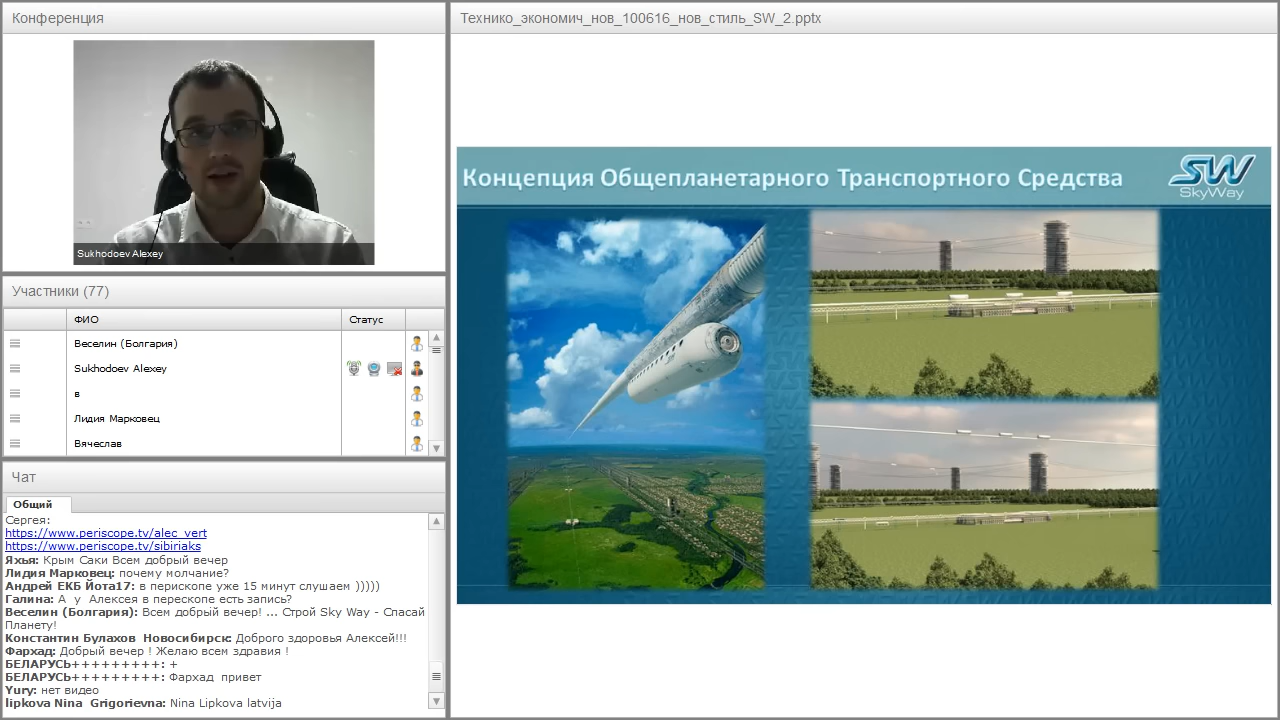 Конференция
Sukhodoev Alexey
Участники (77)
ФИО
Статус
Веселин (Болгария)
Sukhodoev Alexey
в
Лидия Марковец
Вячеслав
Чат
Общий
Сергея:
https://www.periscope.tv/alec_vert
https://www.periscope.tv/sibiriaks
Яхья: Крым Саки Всем добрый вечер
Лидия Марковец: почему молчание?
Андрей ЕКБ Йота17: в перископе уже 15 минут слушаем )))))
Галина: А у Алексея в перескопе есть запись?
Веселин (Болгария): Всем добрый вечер! ... Строй Sky Way - Спасай
Планету!
Константин Булахов Новосибирск: Доброго здоровья Алексей!!!
Фархад: Добрый вечер ! Желаю всем здравия !
БЕЛАРУСЬ+++++++++: +
БЕЛАРУСЬ+++++++++: Фархад привет
Yury: нет видео
lipkova Nina Grigorievna: Nina Lipkova latvija
Технико_экономич_нов_100616_нов_стиль_SW_2.pptx
Концепция Общепланетарного Транспортного Средства
SW
SkyWay